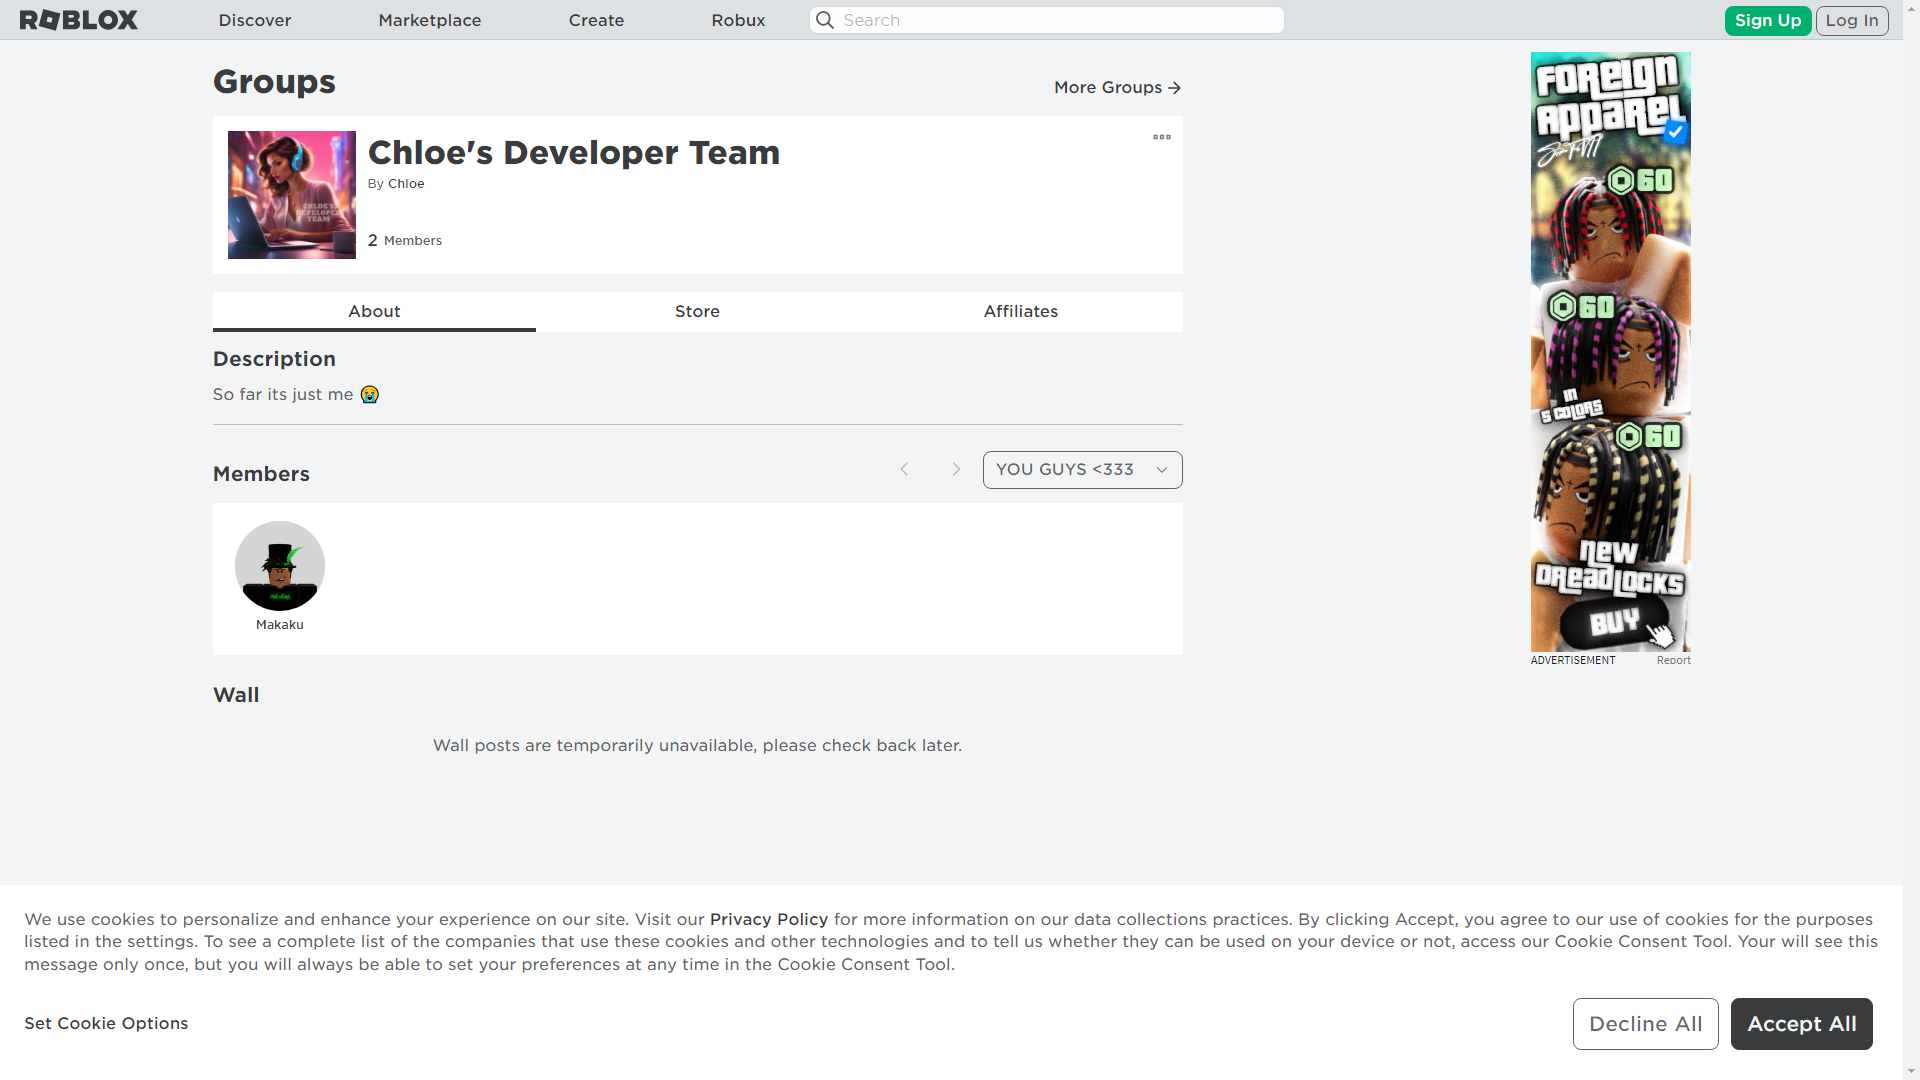 ROBLOX
Discover
Marketplace
Create
Robux
Search
Sign Up
Log In
Groups
More Groups
CHLOE'S
DEVELOPER
TEAM
Chloe's Developer Team
By Chloe
2 Members
About
Store
Affiliates
Description
So far its just me 😭
Members
YOU GUYS <333
Makaku
Wall
Wall posts are temporarily unavailable, please check back later.
FOREIGN
APPAREL
60
60
IN
5 COLORS
60
NEW
DREADLOCKS
BUY
ADVERTISEMENT
Report
We use cookies to personalize and enhance your experience on our site. Visit our Privacy Policy for more information on our data collections practices. By clicking Accept, you agree to our use of cookies for the purposes
listed in the settings. To see a complete list of the companies that use these cookies and other technologies and to tell us whether they can be used on your device or not, access our Cookie Consent Tool. Your will see this
message only once, but you will always be able to set your preferences at any time in the Cookie Consent Tool.
Set Cookie Options
Decline All
Accept All